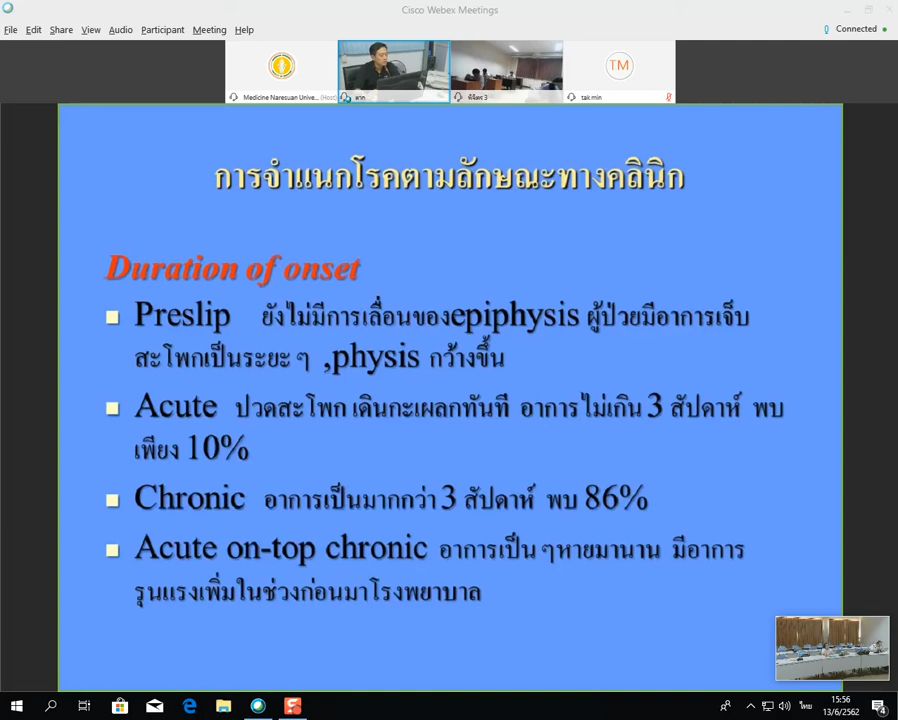 Cisco Webex Meetings
File Edit Share View Audio Participant Meeting Help
Connected
TM
Medicine Naresuan Unive... (Host)
ตาก
พิจิตร 3
tak min
การจำแนกโรคตามลักษณะทางคลินิก
Duration of onset
Preslip ยังไม่มีการเลื่อนของepiphysis ผู้ป่วยมีอาการเจ็บ
สะโพกเป็นระยะๆ ,physis กว้างขึ้น
Acute ปวดสะโพก เดินกะเผลกทันที อาการไม่เกิน 3 สัปดาห์ พบ
เพียง 10%
Chronic อาการเป็นมากกว่า 3 สัปดาห์ พบ 86%
Acute on-top chronic อาการเป็นๆหายมานาน มีอาการ
รุนแรงเพิ่มในช่วงก่อนมาโรงพยาบาล
ไทย
15:56
13/6/2562
4